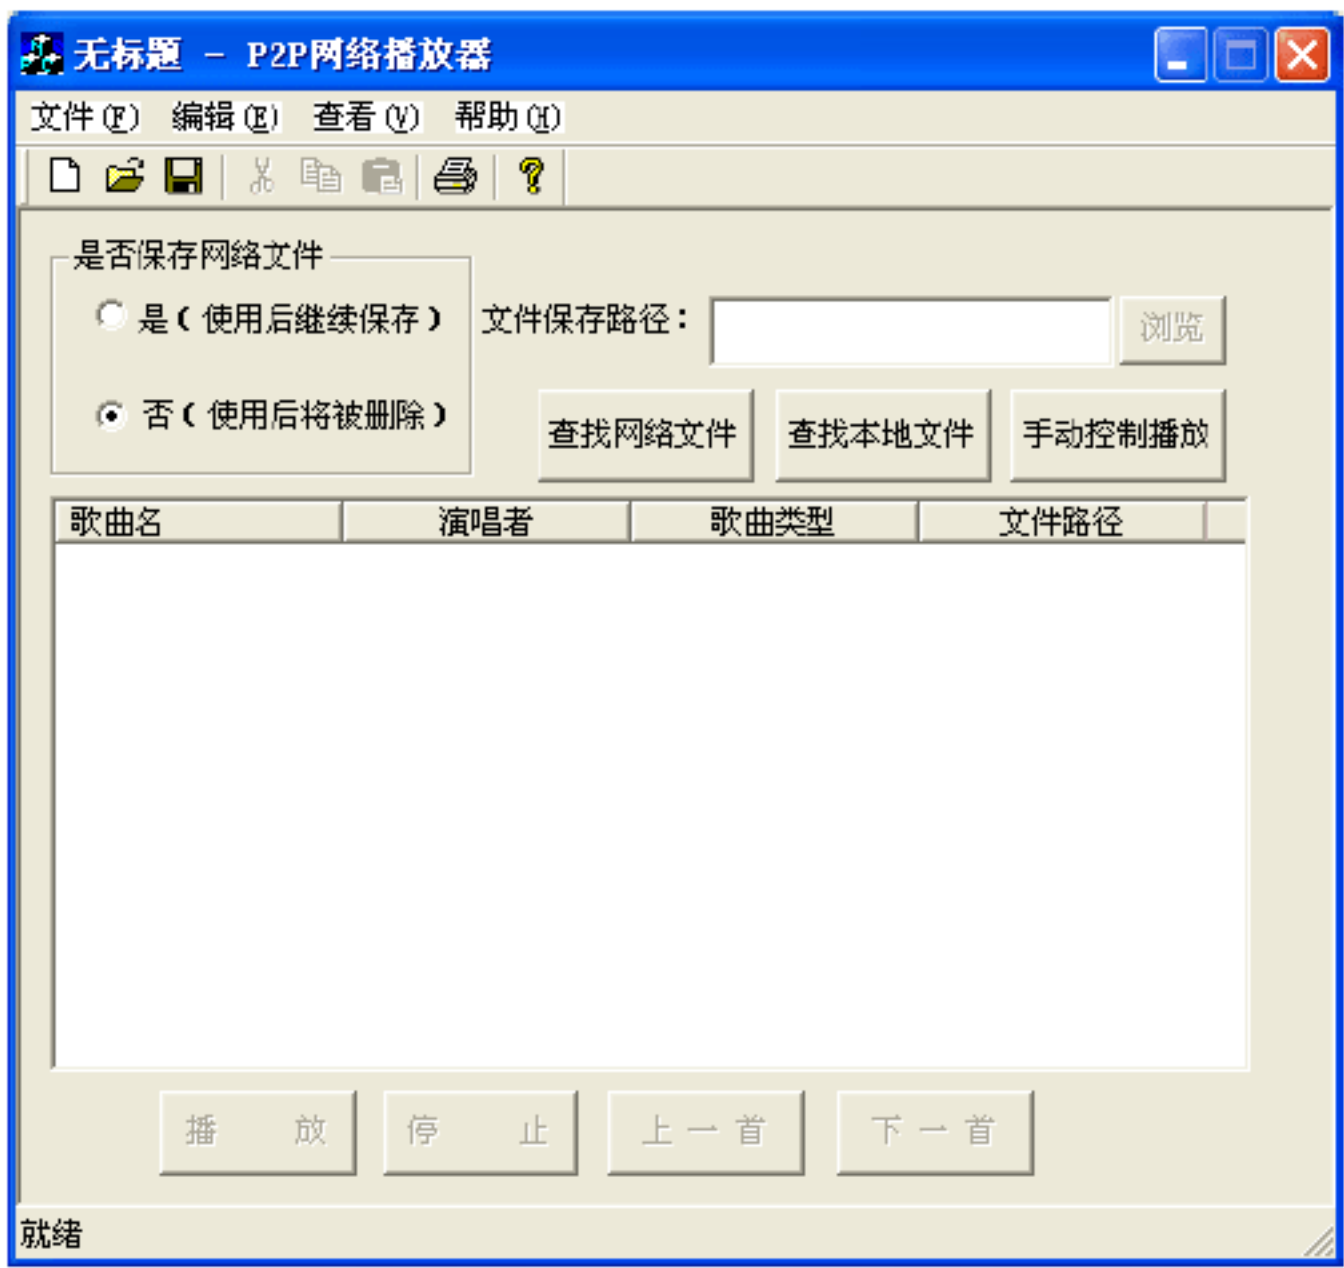 无标题 - P2P网络播放器
文件(F) 编辑(E) 查看(V) 帮助(H)
是否保存网络文件
是(使用后继续保存) 文件保存路径: 浏览
否(使用后将被删除) 查找网络文件 查找本地文件 手动控制播放
歌曲名 演唱者 歌曲类型 文件路径
播 放 停 止 上一首 下一首
就绪